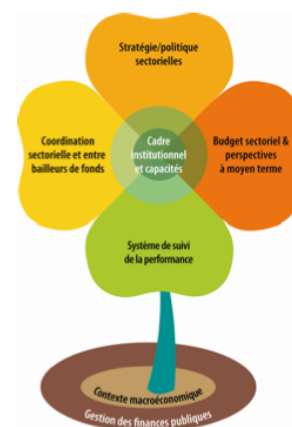 Stratégie/politique
sectorielles
Coordination
sectorielle et entre
bailleurs de fonds
Cadre
institutionnel
et capacités
Budget sectoriel &
perspectives
à moyen terme
Système de suivi
de la performance
Contexte macroéconomique
Gestion des finances publiques